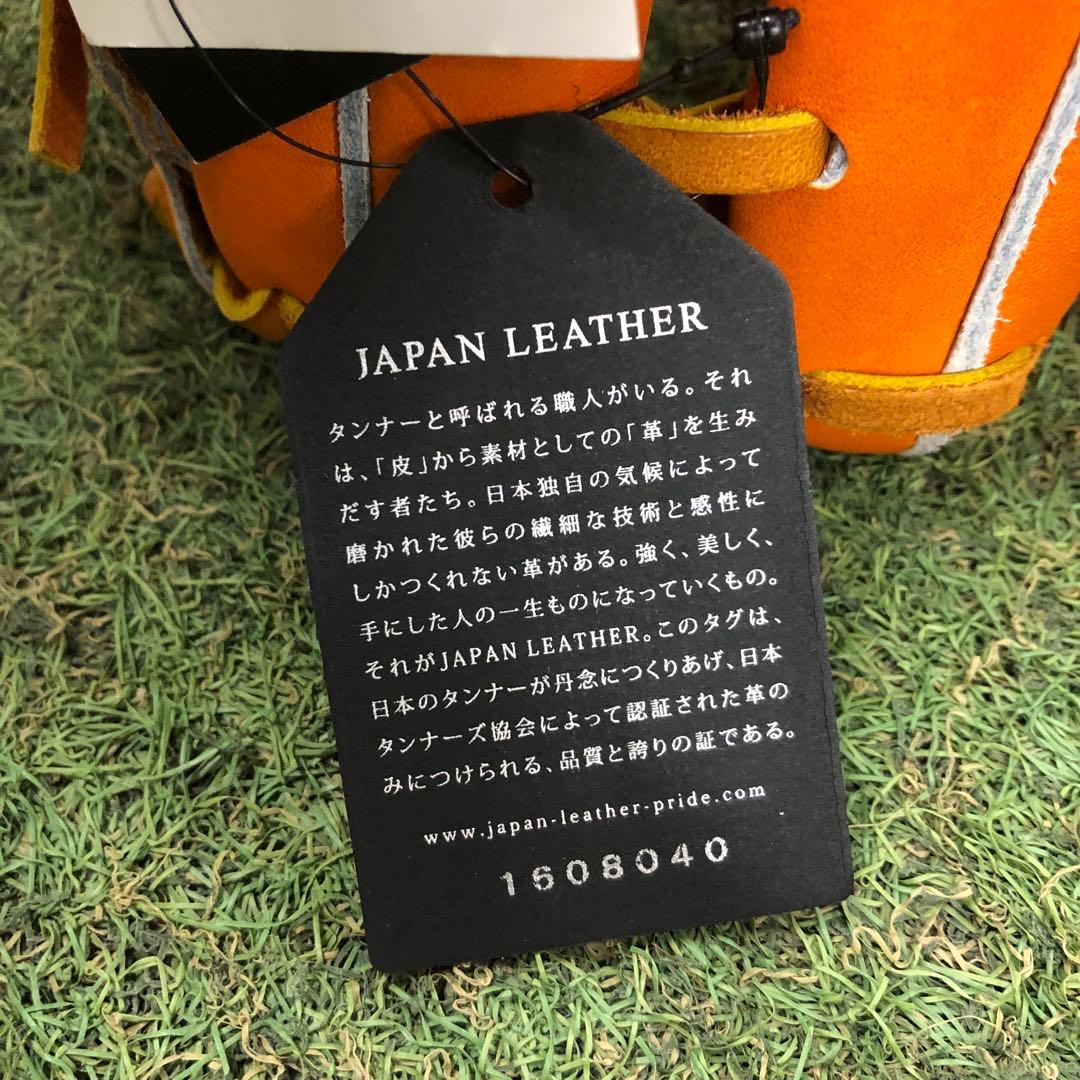 JAPAN LEATHER
タンナーと呼ばれる職人がいる。それ
は、「皮」から素材としての「革」を生み
だす者たち。日本独自の気候によって
磨かれた彼らの繊細な技術と感性に
しかつくれない革がある。強く、美しく、
手にした人の一生ものになっていくもの。
それがJAPAN LEATHER。このタグは、
日本のタンナーが丹念につくりあげ、日本
タンナーズ協会によって認証された革の
みにつけられる、品質と誇りの証である。
www.japan-leather-pride.com
1608040